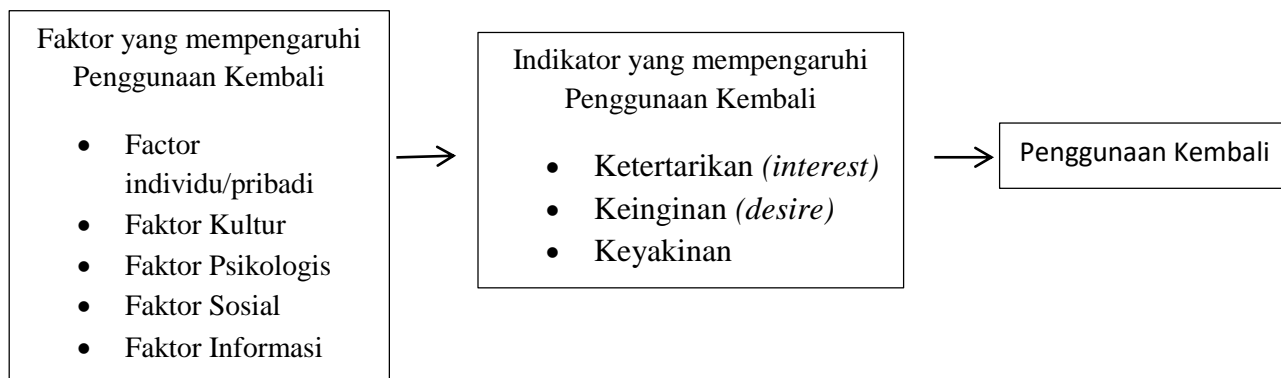 Faktor yang mempengaruhi
Penggunaan Kembali
• Factor
individu/pribadi
• Faktor Kultur
• Faktor Psikologis
• Faktor Sosial
• Faktor Informasi
Indikator yang mempengaruhi
Penggunaan Kembali
• Ketertarikan (interest)
• Keinginan (desire)
• Keyakinan
Penggunaan Kembali